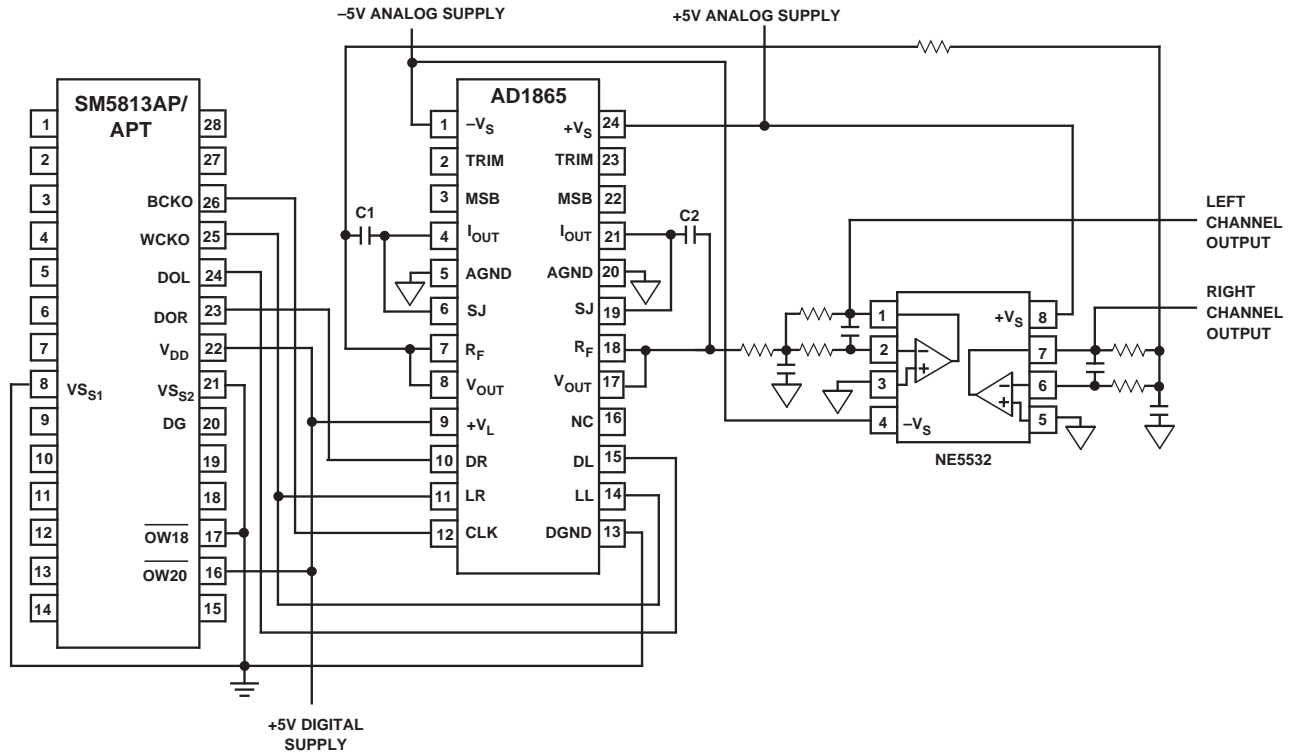 –5V ANALOG SUPPLY
+5V ANALOG SUPPLY
SM5813AP/
APT
1
2
3
4
5
6
7
8 VSS1
9
10
11
12
13
14
28
27
BCKO 26
WCKO 25
DOL 24
DOR 23
VDD 22
VSS2 21
DG 20
19
18
OW18 17
OW20 16
15
C1
AD1865
1 –VS
2 TRIM
3 MSB
4 IOUT
5 AGND
6 SJ
7 RF
8 VOUT
9 +VL
10 DR
11 LR
12 CLK
+VS 24
TRIM 23
MSB 22
IOUT 21
AGND 20
SJ 19
RF 18
VOUT 17
NC 16
DL 15
LL 14
DGND 13
C2
1
2
3
4 –VS
+VS 8
7
6
5
– +
– +
NE5532
LEFT
CHANNEL
OUTPUT
RIGHT
CHANNEL
OUTPUT
+5V DIGITAL
SUPPLY